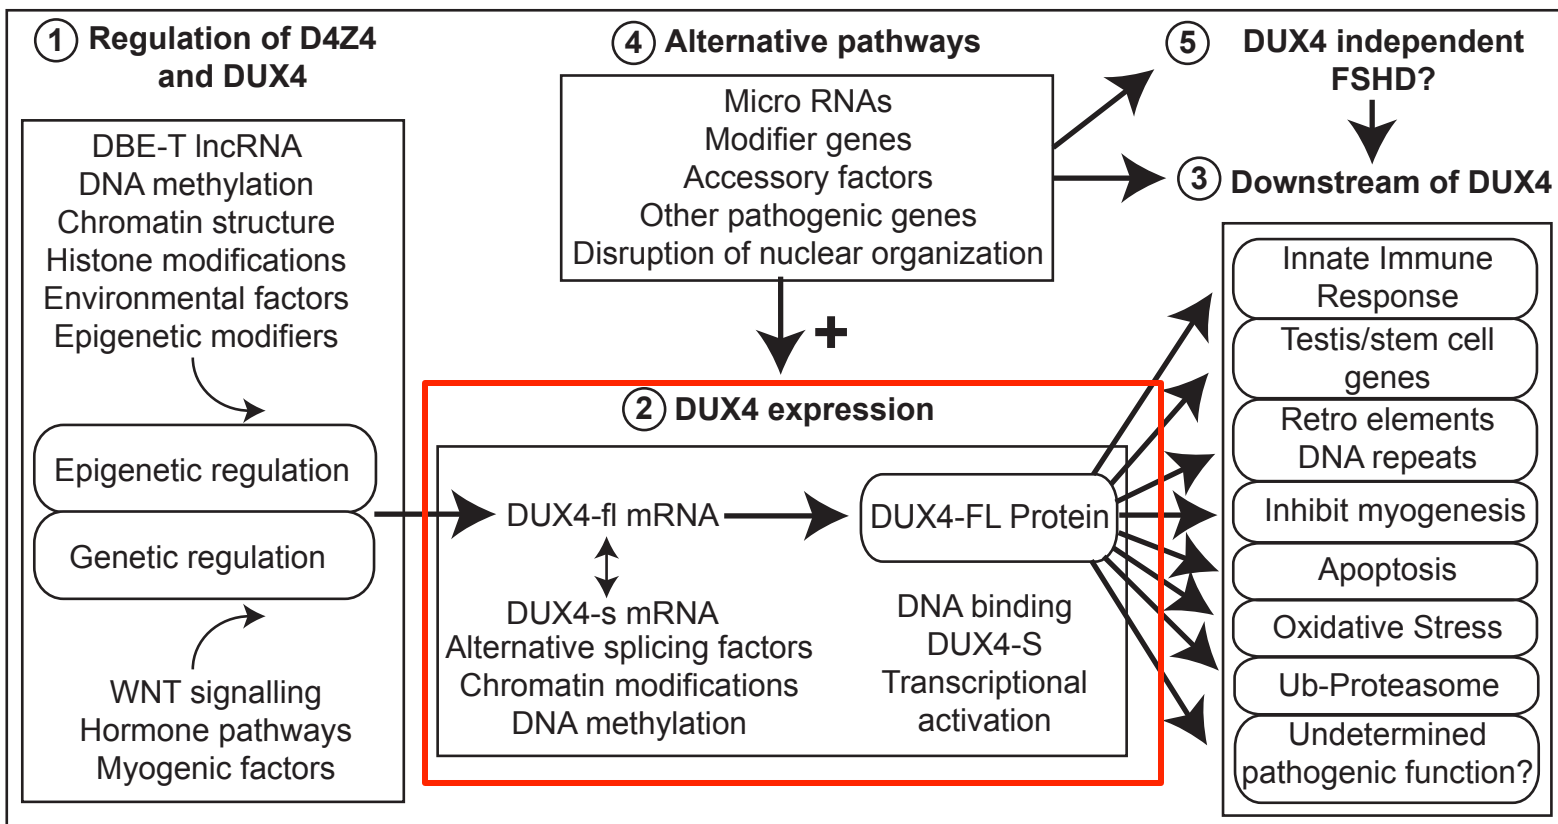 1 Regulation of D4Z4
and DUX4
DBE-T lncRNA
DNA methylation
Chromatin structure
Histone modifications
Environmental factors
Epigenetic modifiers
Epigenetic regulation
Genetic regulation
WNT signalling
Hormone pathways
Myogenic factors
4 Alternative pathways
Micro RNAs
Modifier genes
Accessory factors
Other pathogenic genes
Disruption of nuclear organization
+
2 DUX4 expression
DUX4-fl mRNA
DUX4-s mRNA
Alternative splicing factors
Chromatin modifications
DNA methylation
DUX4-FL Protein
DNA binding
DUX4-S
Transcriptional
activation
5 DUX4 independent
FSHD?
3 Downstream of DUX4
Innate Immune
Response
Testis/stem cell
genes
Retro elements
DNA repeats
Inhibit myogenesis
Apoptosis
Oxidative Stress
Ub-Proteasome
Undetermined
pathogenic function?